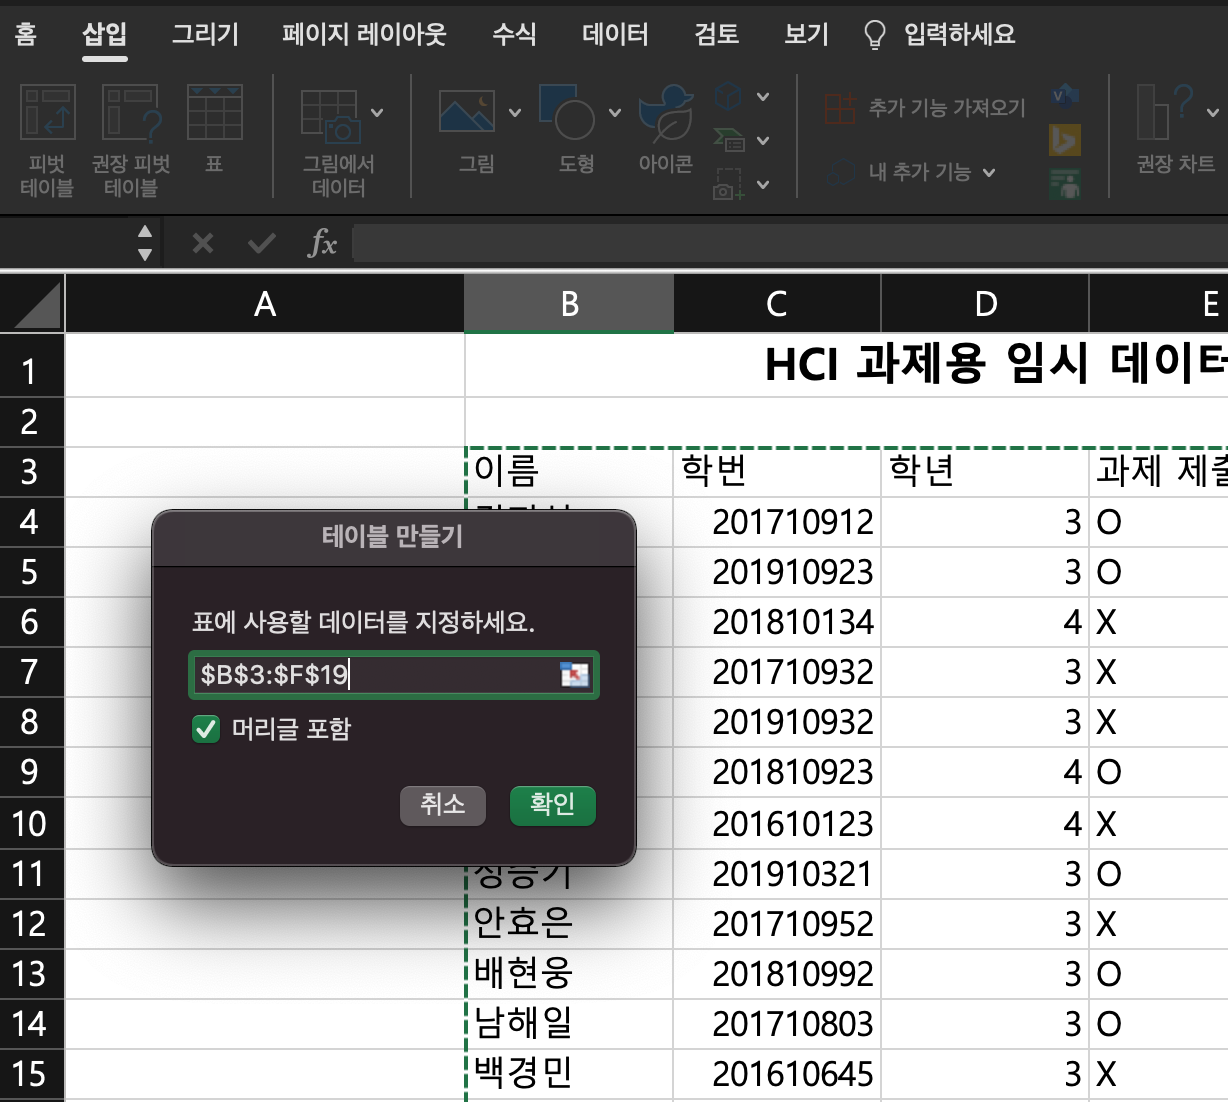 홈 삽입 그리기 페이지 레이아웃 수식 데이터 검토 보기 입력하세요
피벗 테이블
권장 피벗 테이블
표
그림에서 데이터
그림
도형
아이콘
추가 기능 가져오기
내 추가 기능
권장 차트
fx
A B C D E
1 HCI 과제용 임시 데이터
2
3 이름 학번 학년 과제 제출
4 201710912 3 O
5 201910923 3 O
6 201810134 4 X
7 201710932 3 X
8 201910932 3 X
9 201810923 4 O
10 201610123 4 X
11 201910321 3 O
12 안효은 201710952 3 X
13 배현웅 201810992 3 O
14 남해일 201710803 3 O
15 백경민 201610645 3 X
테이블 만들기
표에 사용할 데이터를 지정하세요.
$B$3:$F$19
머리글 포함
취소 확인